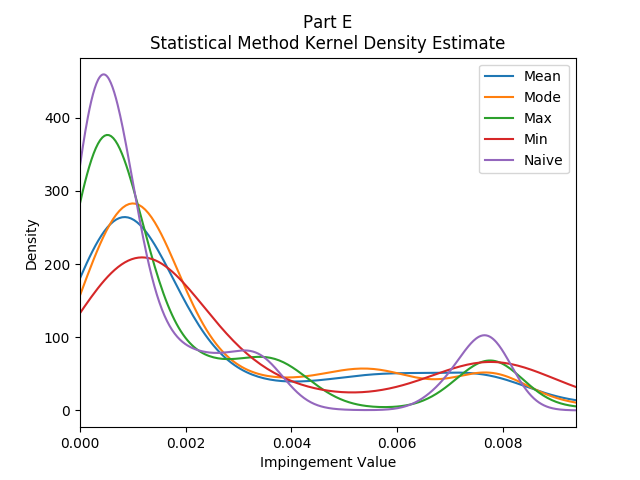 Part E
Statistical Method Kernel Density Estimate
Mean
Mode
Max
Min
Naive
400
300
200
100
0
Density
0.000
0.002
0.004
0.006
0.008
Impingement Value